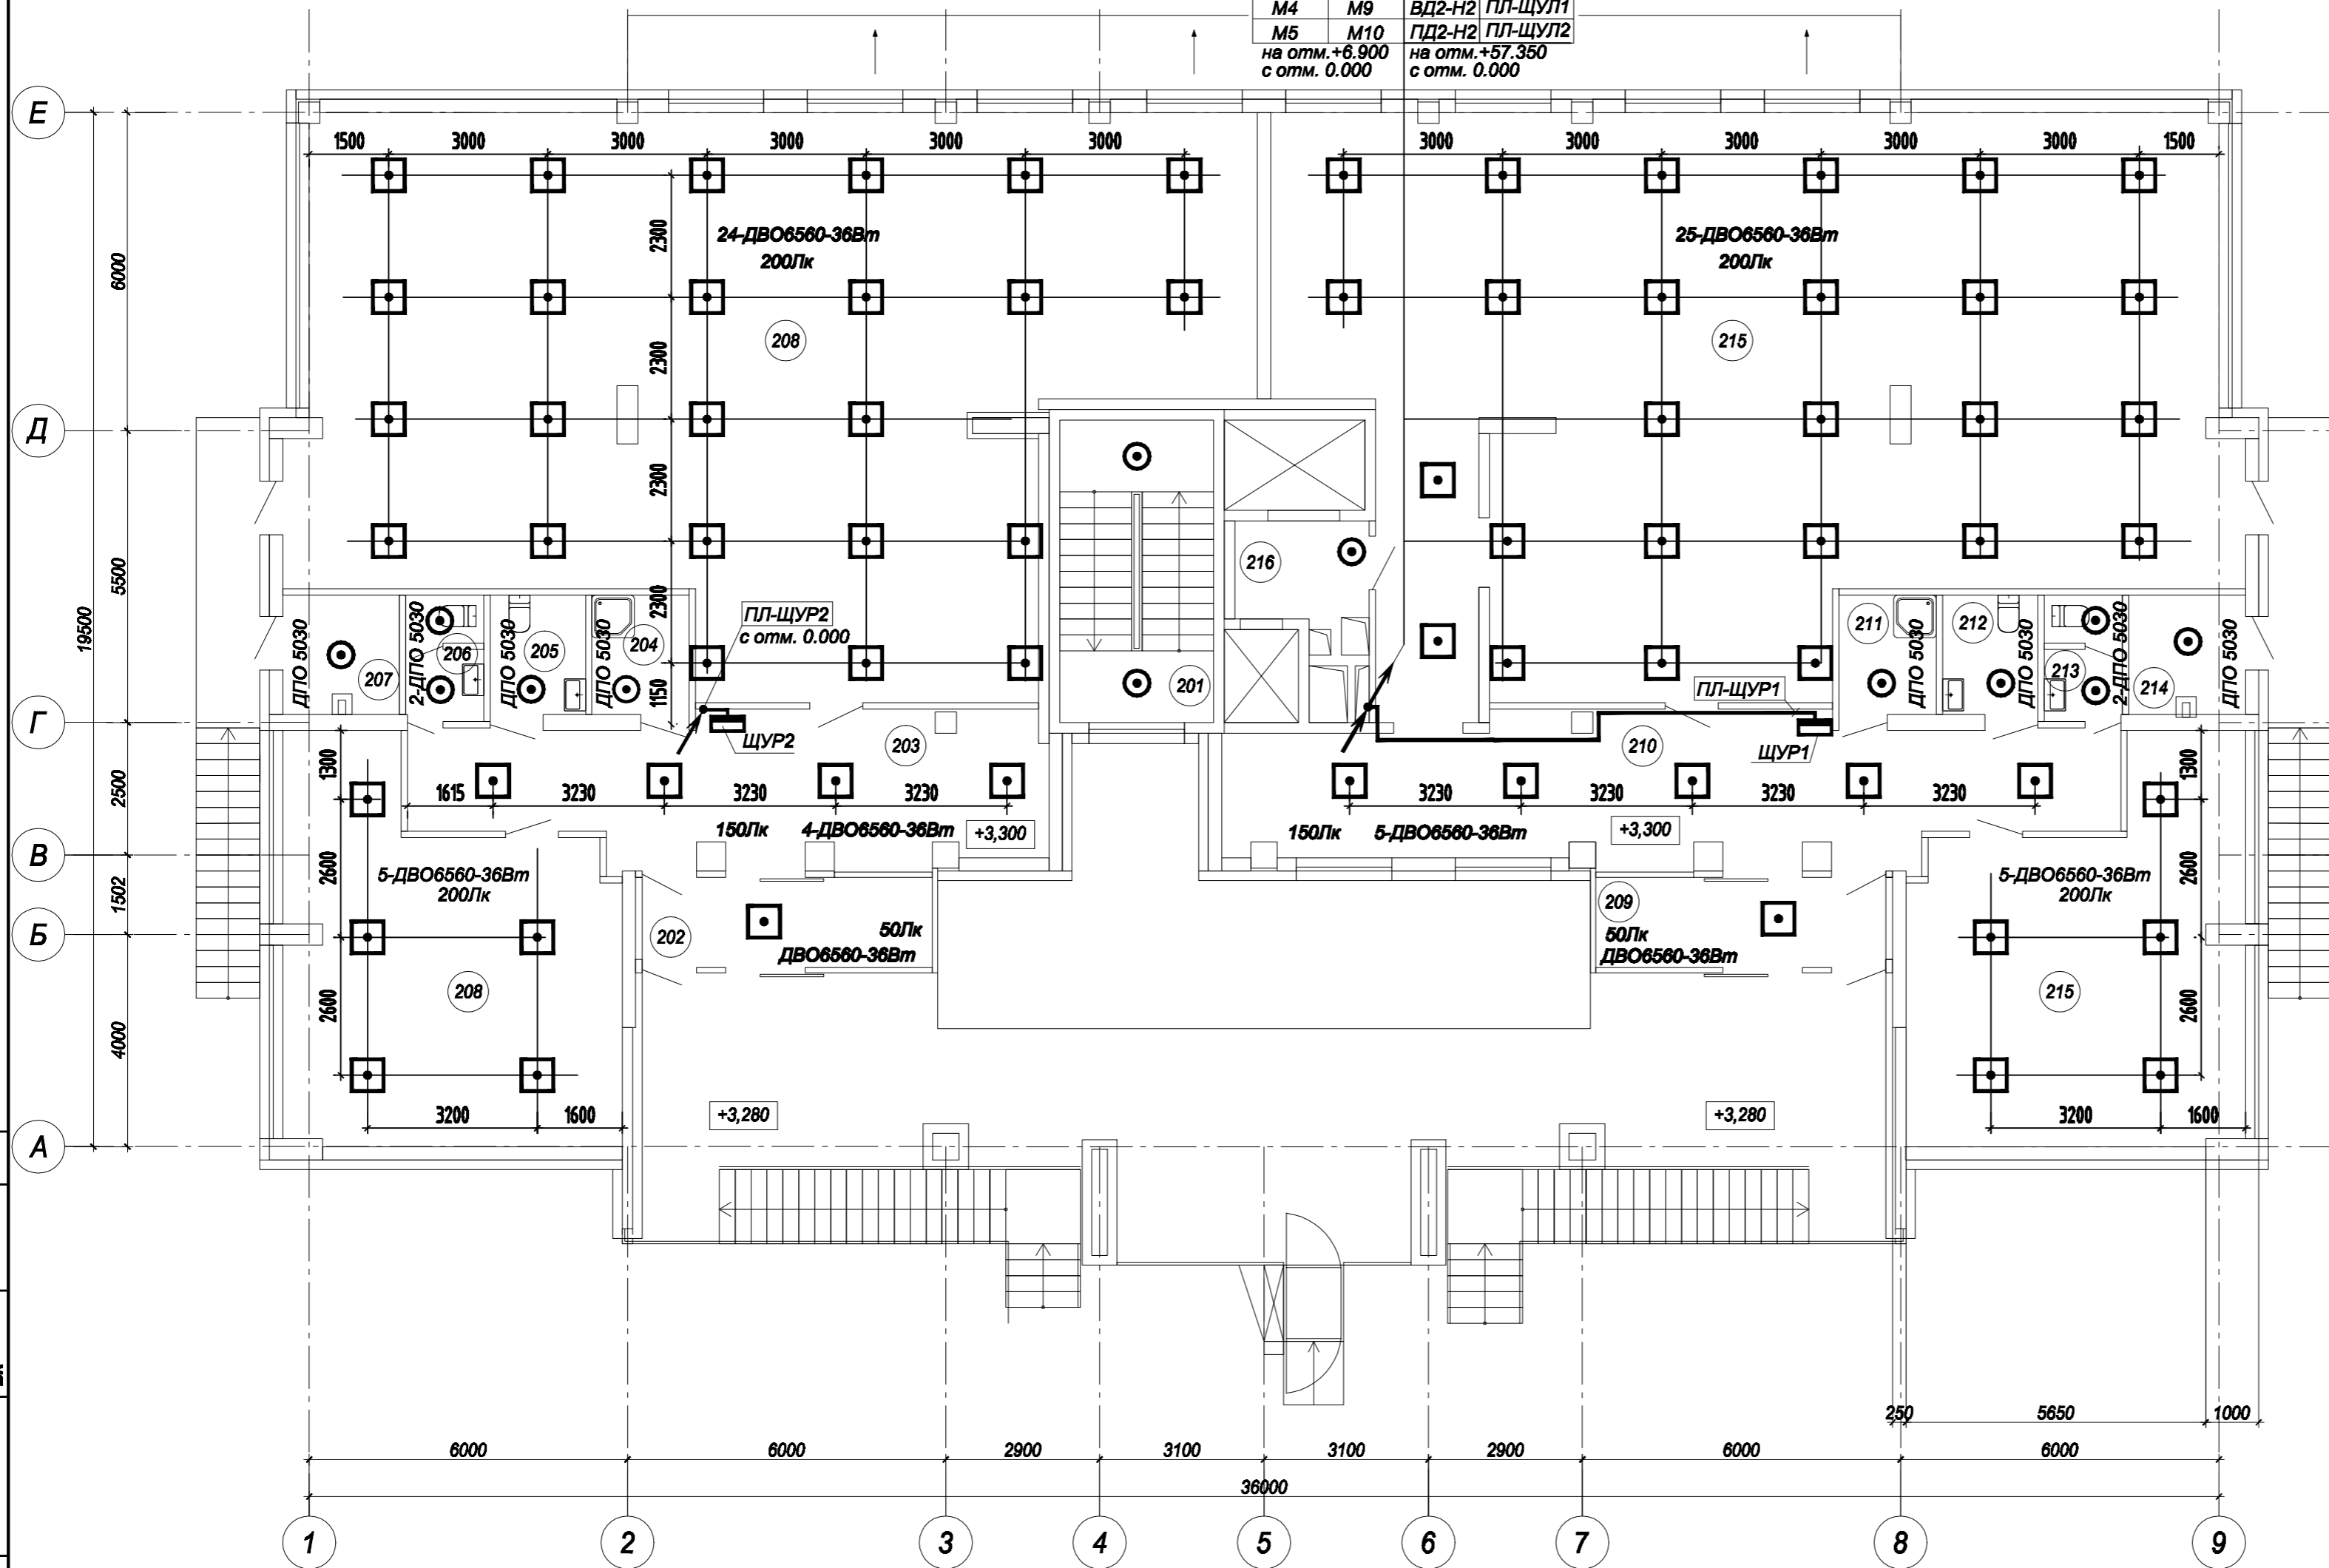 М4 М9 ВД2-Н2 ПЛ-ЩУЛ1
М5 М10 ПД2-Н2 ПЛ-ЩУЛ2
на отм.+6.900 на отм.+57.350
с отм. 0.000 с отм. 0.000
Е
1500 3000 3000 3000 3000 3000 3000 3000 3000 3000 3000 1500
24-ДВО6560-36Вт
200Лк
25-ДВО6560-36Вт
200Лк
2300
6000
208
215
2300
Д
2300
216
5500
19500
2300
ПЛ-ЩУР2
с отм. 0.000
ДПО 5030
207
2-ДПО 5030
206
ДПО 5030
205
ДПО 5030
204
1150
201
211
ДПО 5030
212
ДПО 5030
213
2-ДПО 5030
214
ДПО 5030
ПЛ-ЩУР1
Г
ЩУР2
203
210
ЩУР1
1300
1300
2500
1615 3230 3230 3230 3230 3230 3230 3230
150Лк 4-ДВО6560-36Вт +3,300
150Лк 5-ДВО6560-36Вт +3,300
В
2600
5-ДВО6560-36Вт
200Лк
5-ДВО6560-36Вт
200Лк
2600
1502
Б
202
50Лк
ДВО6560-36Вт
209
50Лк
ДВО6560-36Вт
2600
208
215
2600
4000
3200 1600
+3,280
+3,280
3200 1600
А
250 5650 1000
6000 6000 2900 3100 3100 2900 6000 6000
36000
1 2 3 4 5 6 7 8 9